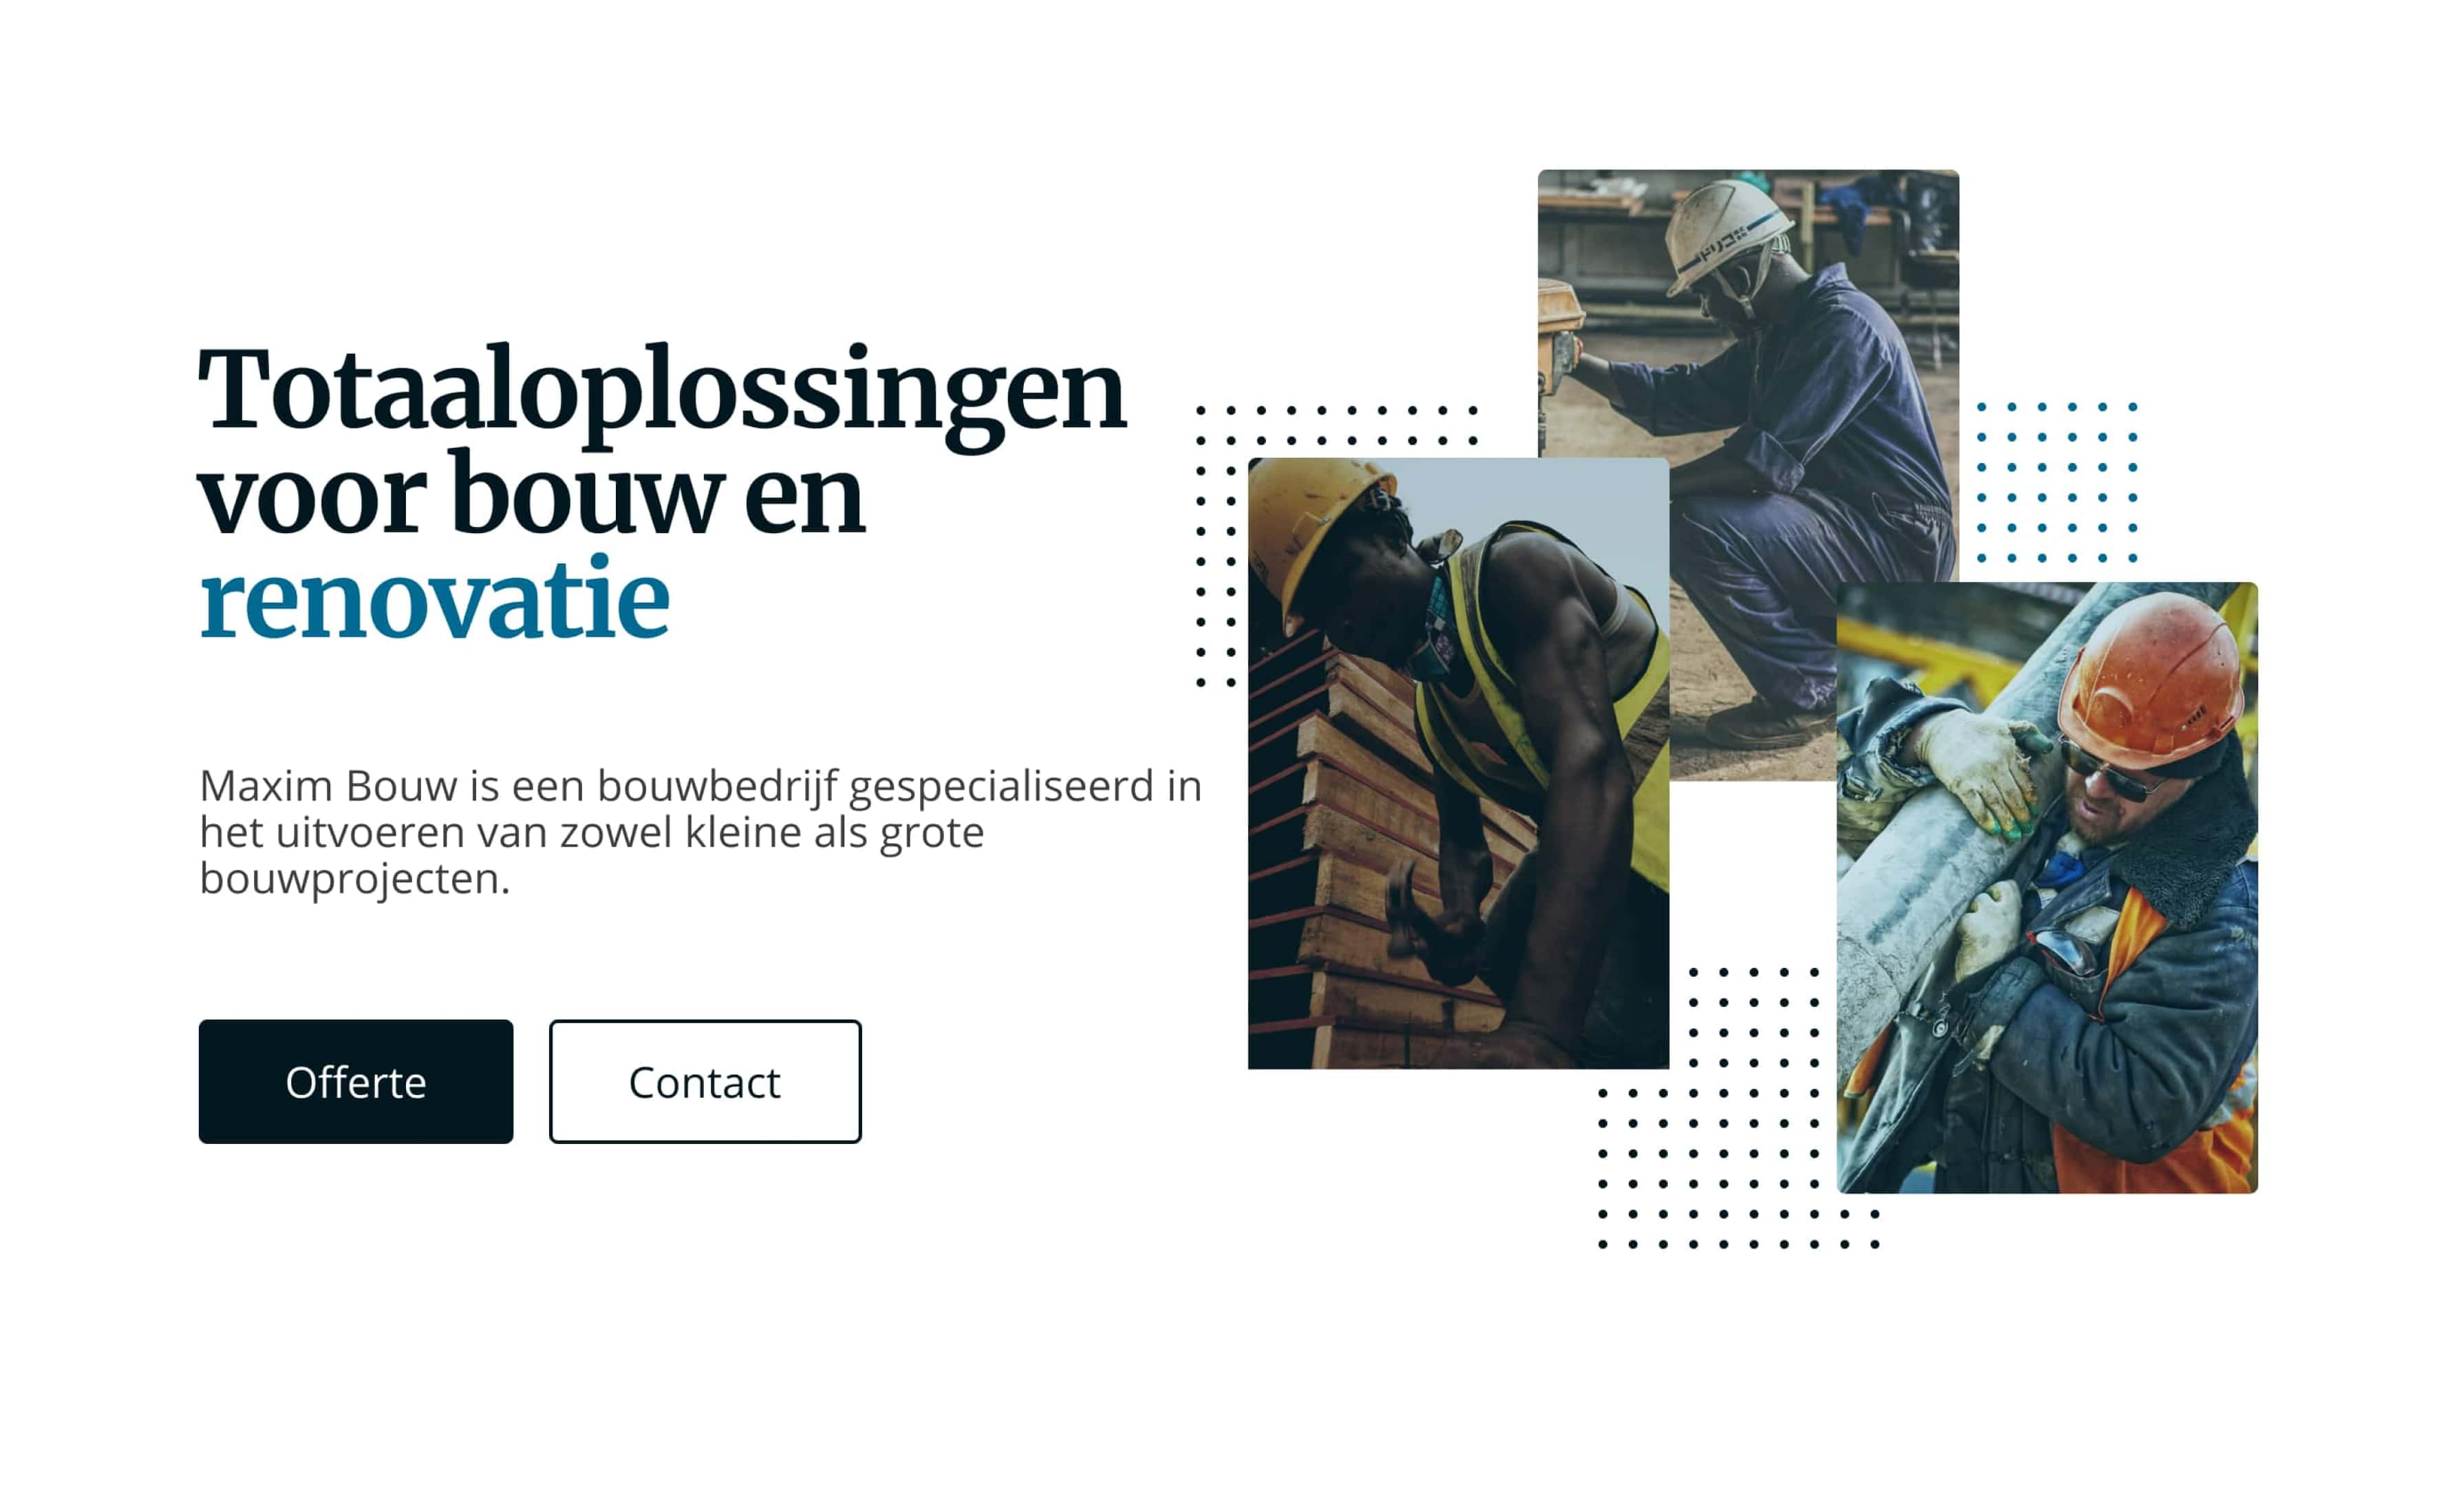 Totaaloplossingen
voor bouw en
renovatie
Maxim Bouw is een bouwbedrijf gespecialiseerd in
het uitvoeren van zowel kleine als grote
bouwprojecten.
Offerte
Contact